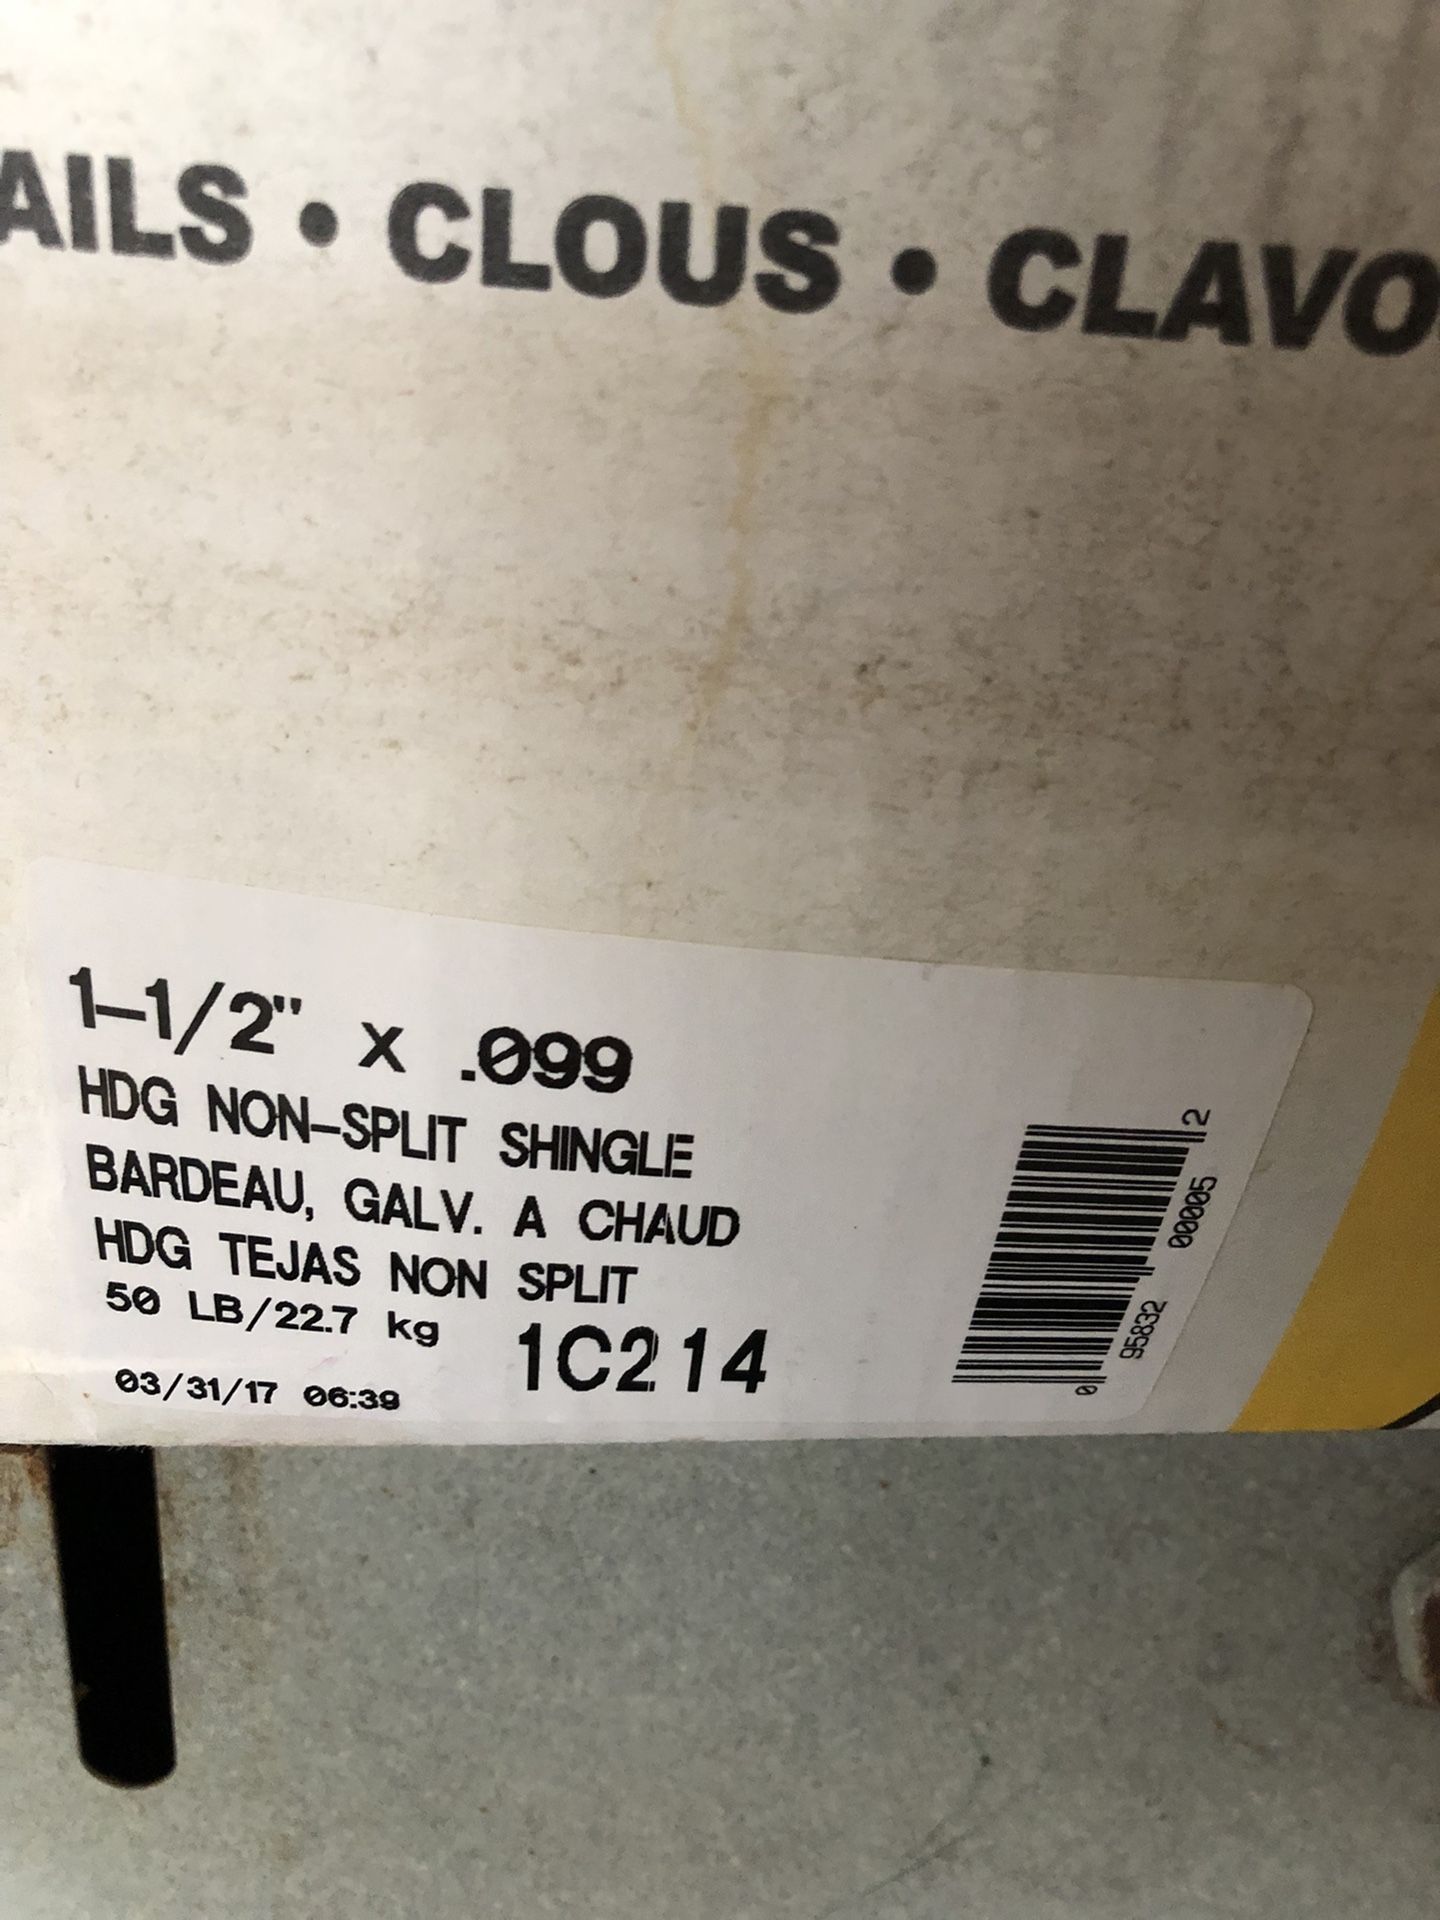 AILS • CLOUS • CLAVO
1-1/2" x .099
HDG NON-SPLIT SHINGLE
BARDEAU, GALV. A CHAUD
HDG TEJAS NON SPLIT
50 LB/22.7 kg
1C214
03/31/17 06:39
0 95832 00005 2